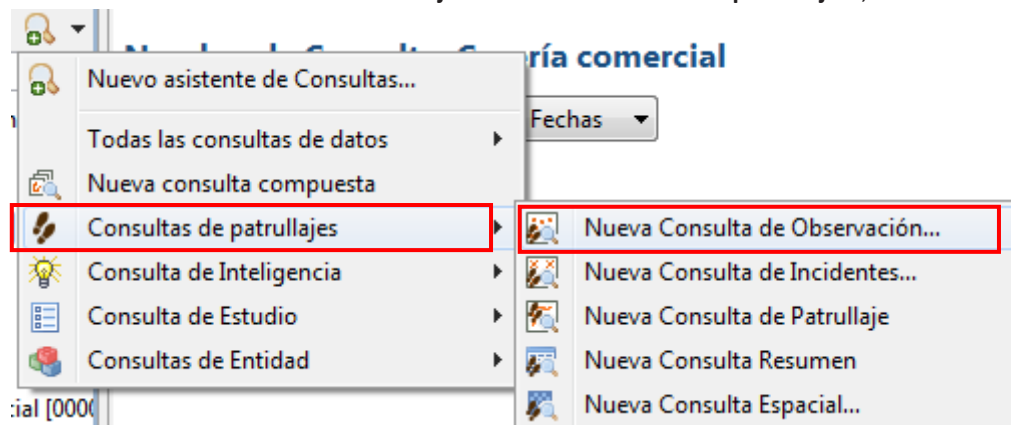 ría comercial
Nuevo asistente de Consultas...
Fechas
Todas las consultas de datos
Nueva consulta compuesta
Consultas de patrullajes
Nueva Consulta de Observación...
Consulta de Inteligencia
Nueva Consulta de Incidentes...
Consulta de Estudio
Nueva Consulta de Patrullaje
Consultas de Entidad
Nueva Consulta Resumen
cial [000
Nueva Consulta Espacial...